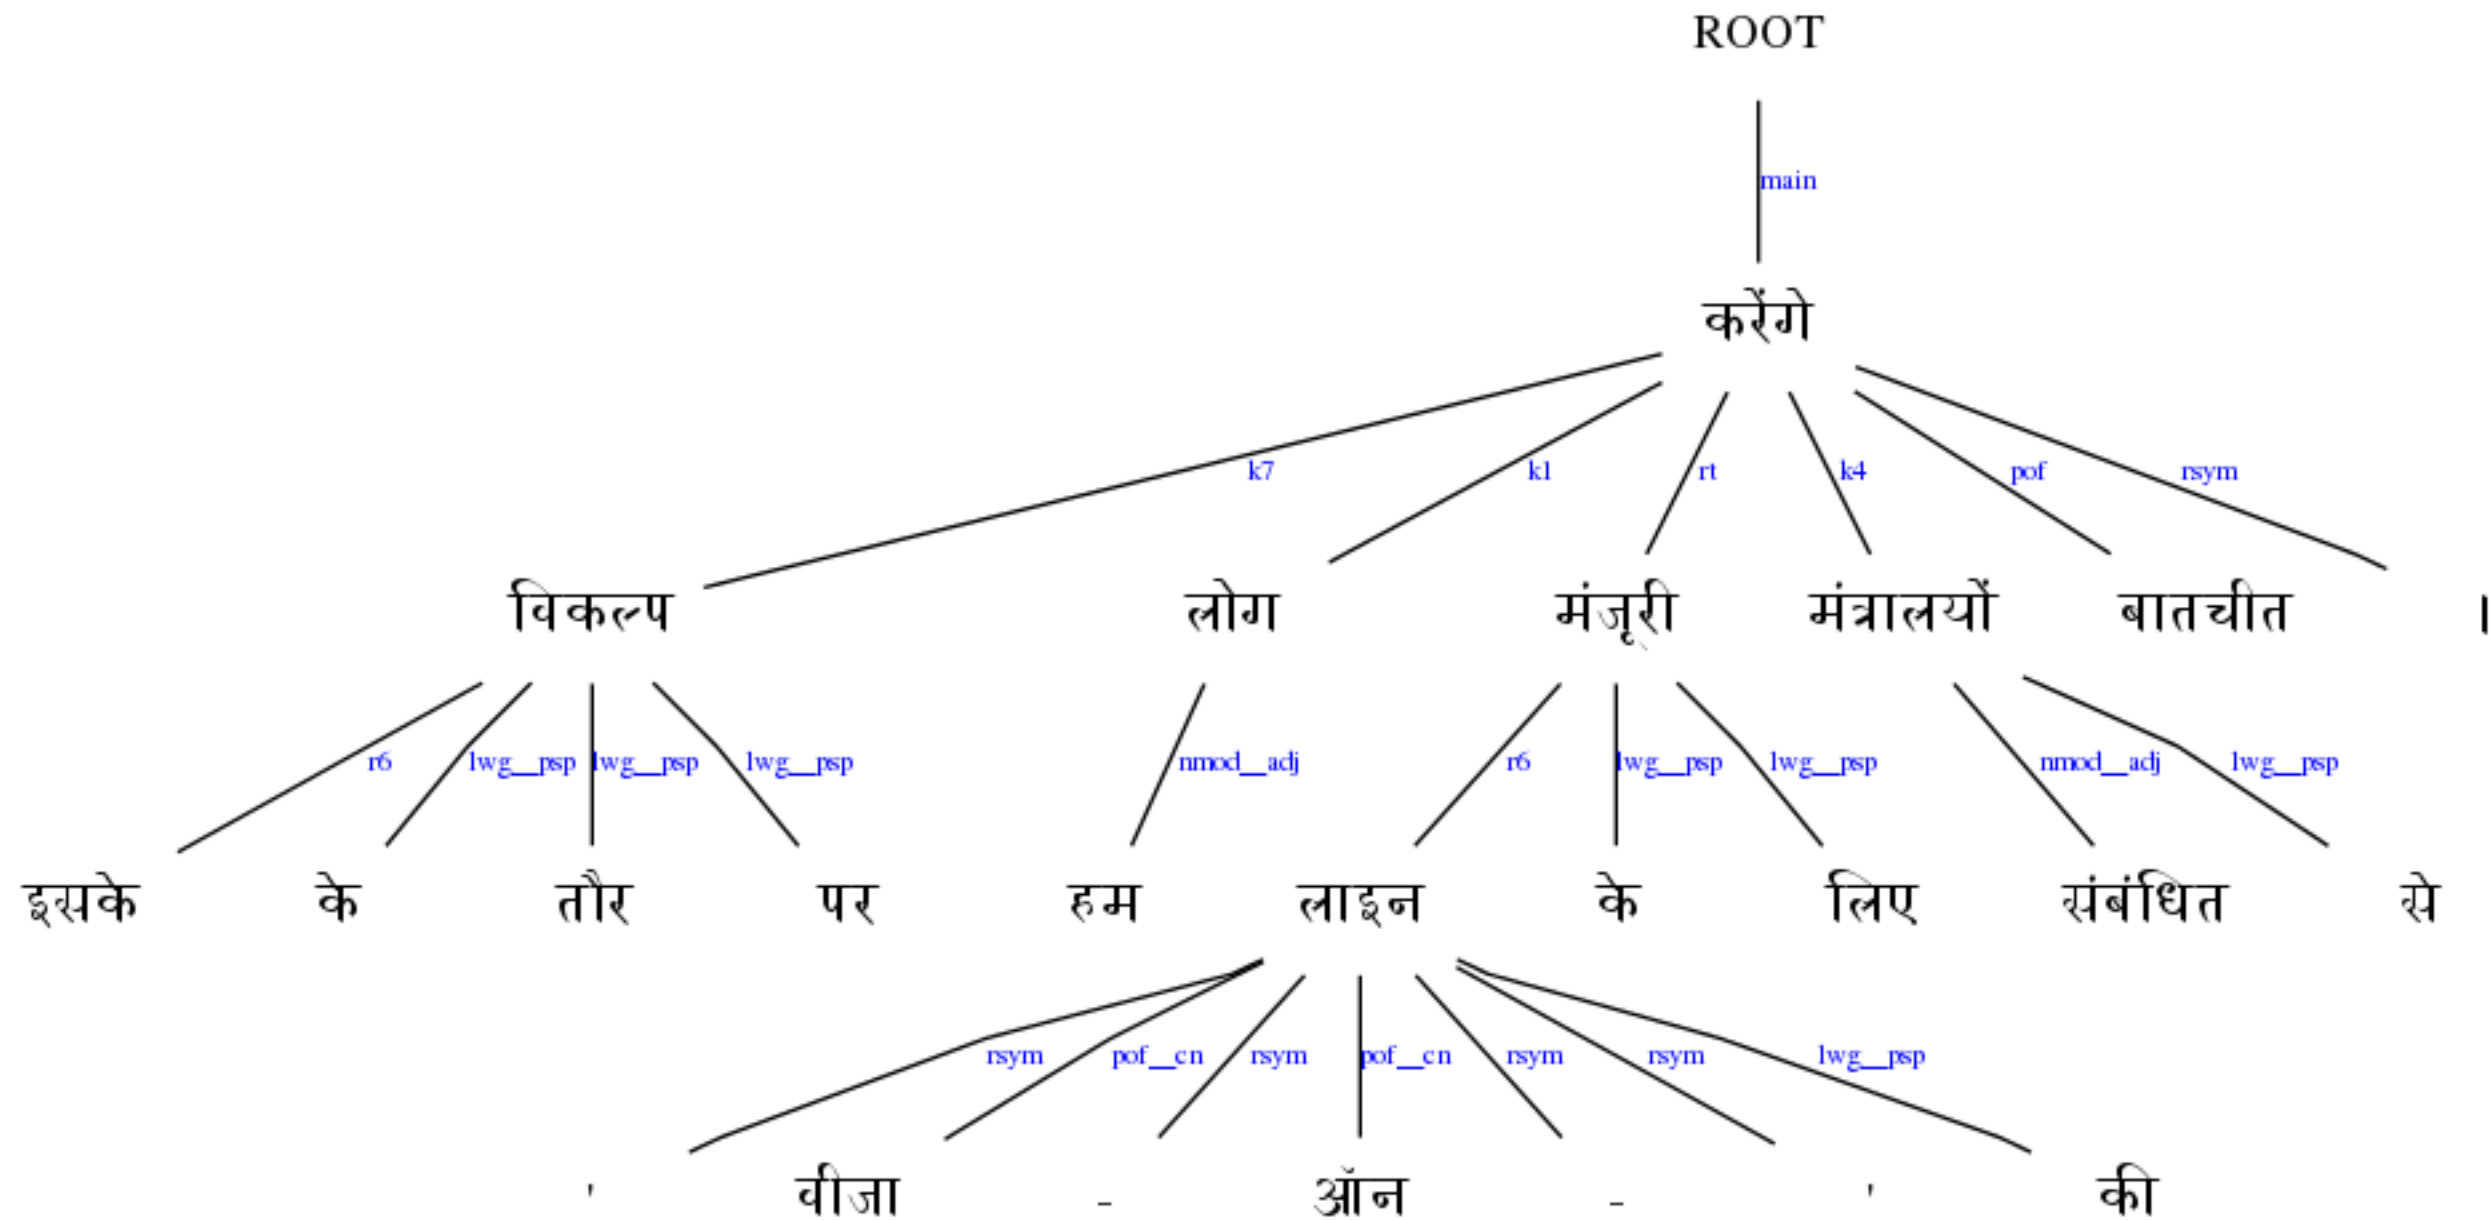 ROOT
main
करेंगे
k7 k1 rt k4 pof rsym
विकल्प लोग मंजूरी मंत्रालयों बातचीत ।
r6 lwg__psp lwg__psp lwg__psp nmod__adj r6 lwg__psp lwg__psp nmod__adj lwg__psp
इसके के तौर पर हम लाइन के लिए संबंधित से
rsym pof__cn rsym pof__cn rsym rsym lwg__psp
' वीजा - ऑन - ' की